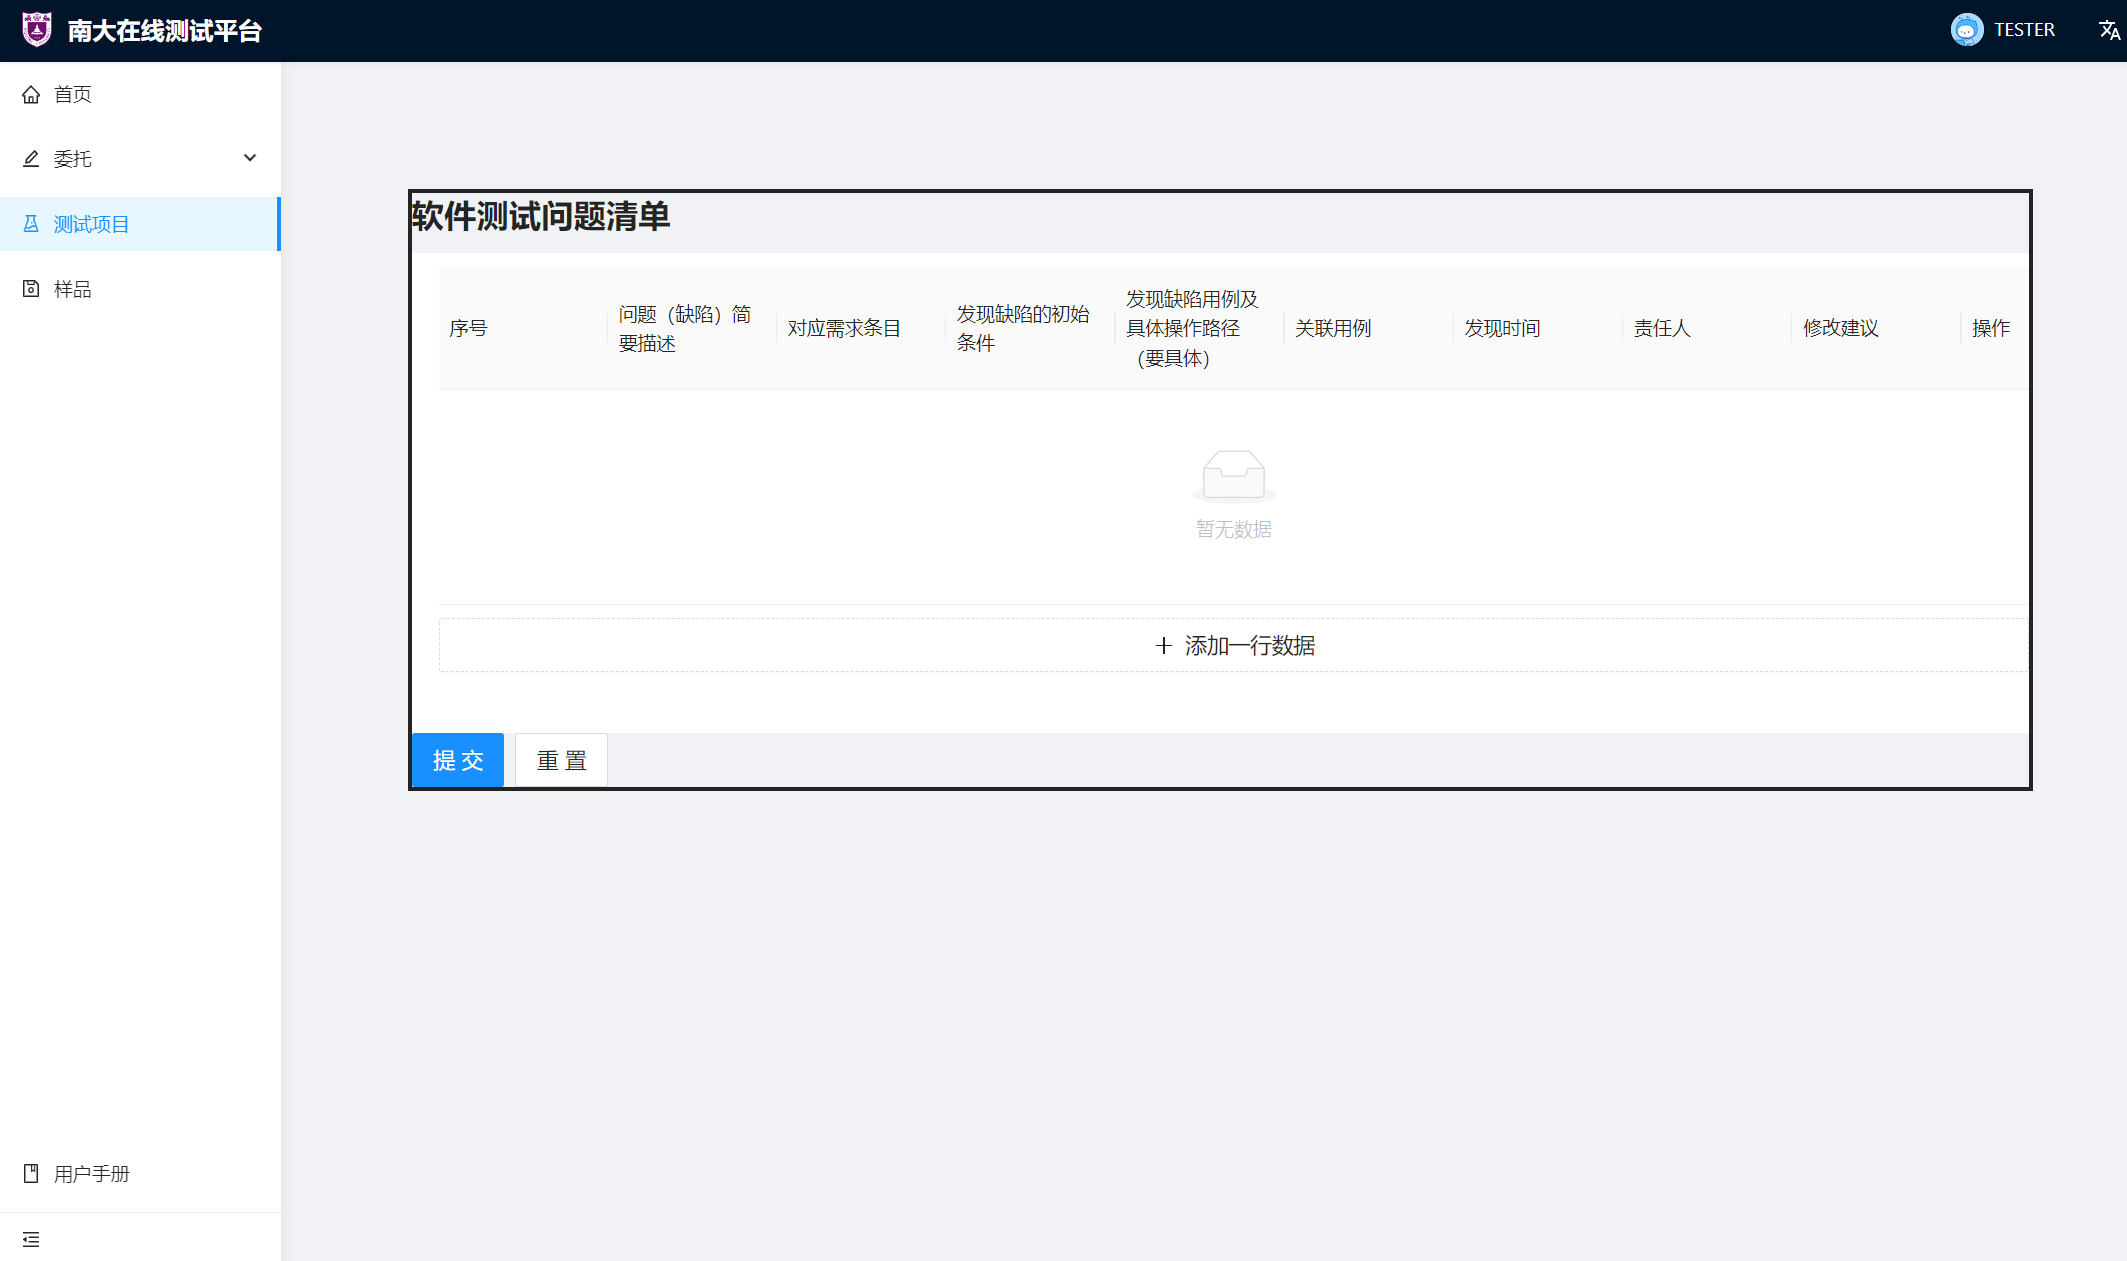 南大在线测试平台
TESTER
首页
委托
测试项目
样品
软件测试问题清单
序号
问题（缺陷）简
要描述
对应需求条目
发现缺陷的初始
条件
发现缺陷用例及
具体操作路径
（要具体）
关联用例
发现时间
责任人
修改建议
操作
暂无数据
添加一行数据
提 交
重 置
用户手册